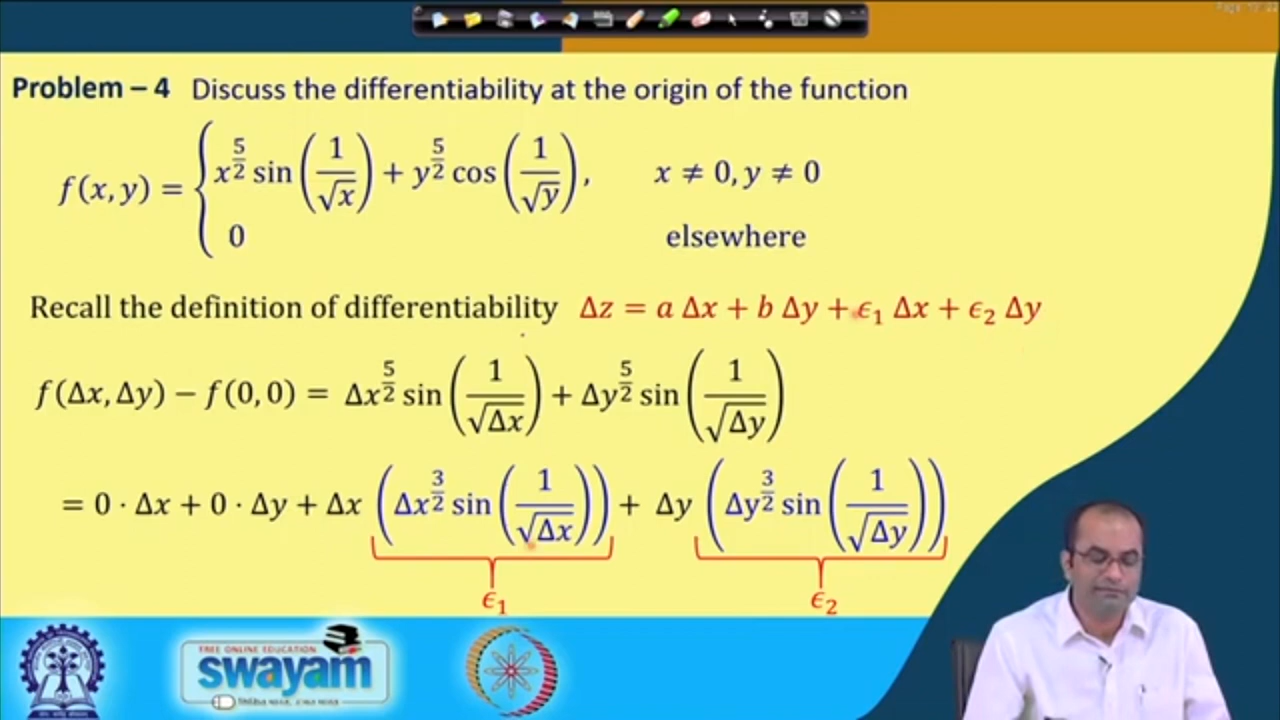 Problem – 4 Discuss the differentiability at the origin of the function
f(x, y) = { x^{5/2} sin(1/√x) + y^{5/2} cos(1/√y), x ≠ 0, y ≠ 0
0 elsewhere
Recall the definition of differentiability Δz = a Δx + b Δy + ϵ₁ Δx + ϵ₂ Δy
f(Δx, Δy) − f(0, 0) = Δx^{5/2} sin(1/√Δx) + Δy^{5/2} sin(1/√Δy)
= 0 · Δx + 0 · Δy + Δx (Δx^{3/2} sin(1/√Δx)) + Δy (Δy^{3/2} sin(1/√Δy))
ϵ₁ ϵ₂
FREE ONLINE EDUCATION
swayam